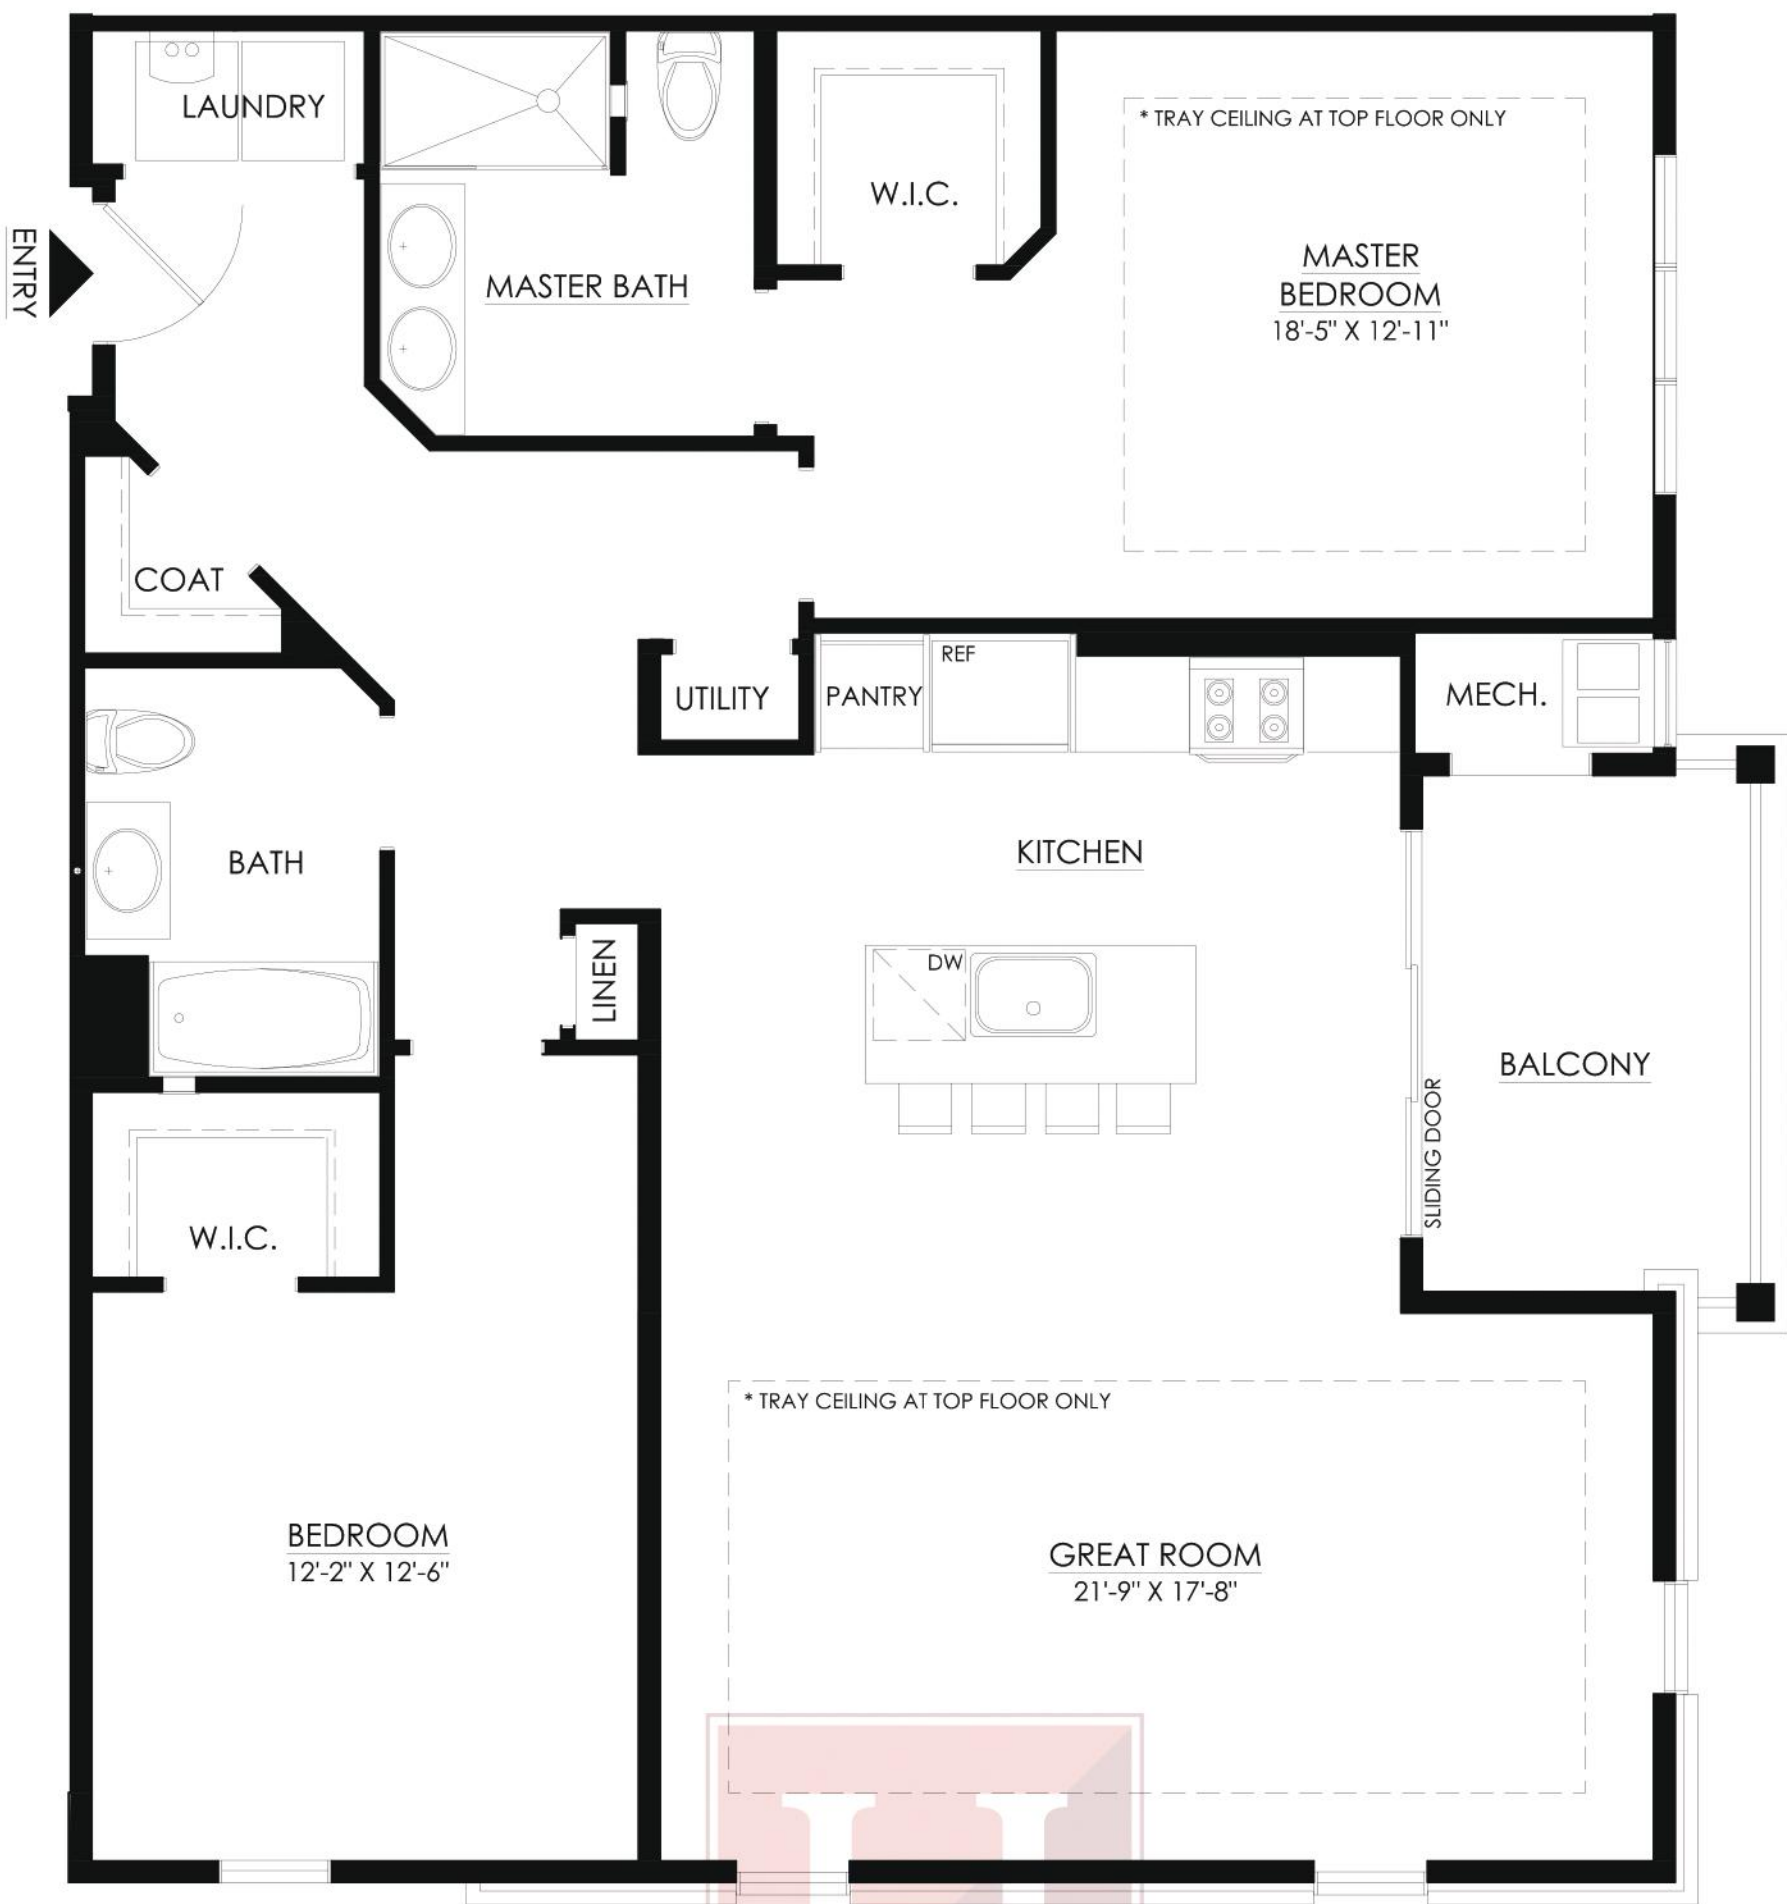 LAUNDRY
* TRAY CEILING AT TOP FLOOR ONLY
W.I.C.
ENTRY
MASTER BATH
MASTER
BEDROOM
18'-5" X 12'-11"
COAT
REF
UTILITY
PANTRY
MECH.
BATH
KITCHEN
LINEN
DW
BALCONY
SLIDING DOOR
W.I.C.
* TRAY CEILING AT TOP FLOOR ONLY
BEDROOM
12'-2" X 12'-6"
GREAT ROOM
21'-9" X 17'-8"